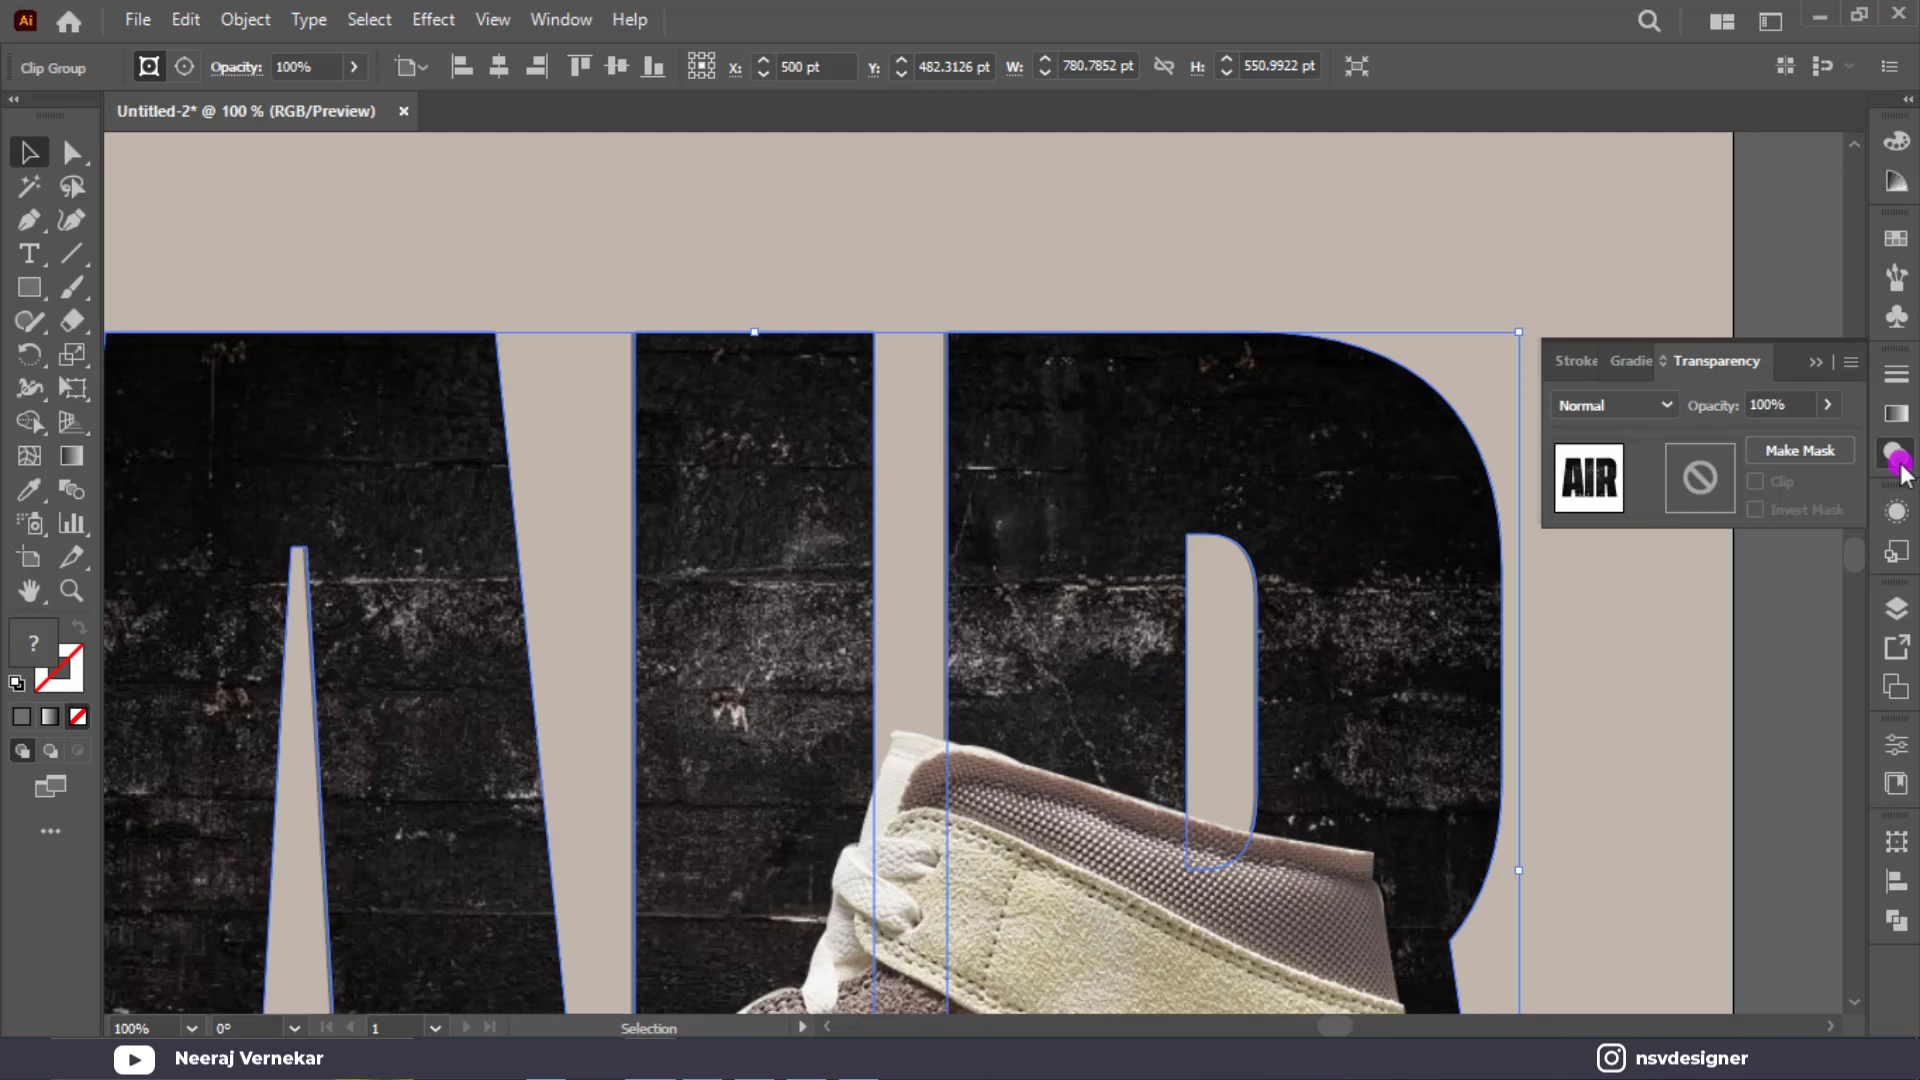 Ai File Edit Object Type Select Effect View Window Help
Clip Group Opacity: 100% X: 500 pt Y: 482.3126 pt W: 780.7852 pt H: 550.9922 pt
Untitled-2* @ 100 % (RGB/Preview) ×
Stroke Gradie Transparency
Normal Opacity: 100%
AIR
Make Mask
Clip
Invert Mask
T
?
100% 0° 1 Selection
Neeraj Vernekar nsvdesigner